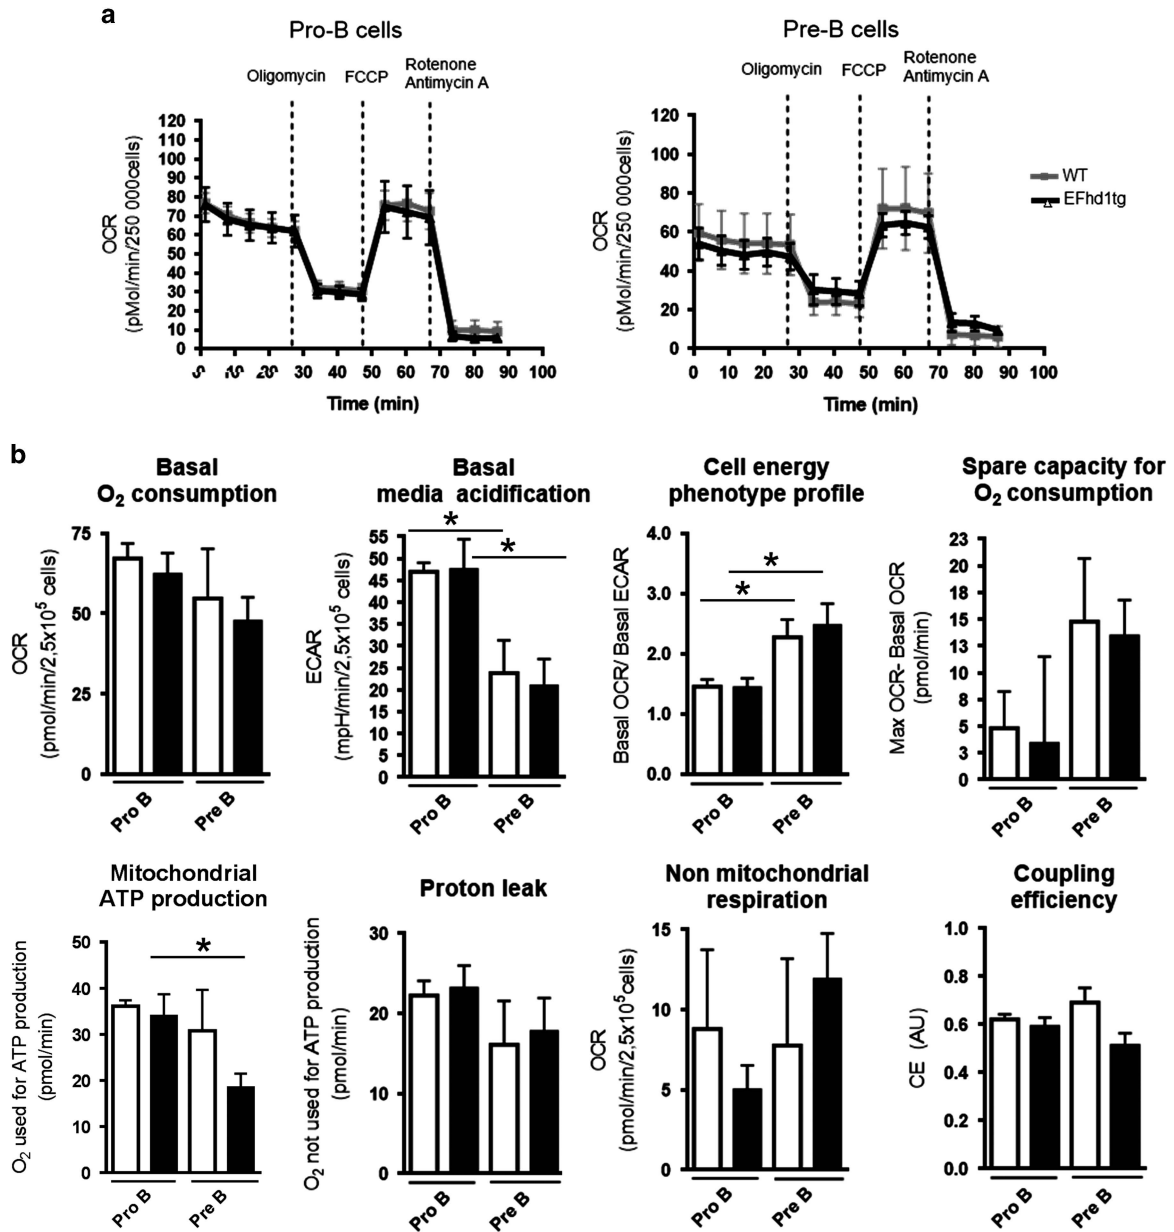 a
Pro-B cells
Pre-B cells
Oligomycin
FCCP
Rotenone
Antimycin A
Oligomycin
FCCP
Rotenone
Antimycin A
OCR
(pMol/min/250 000cells)
120
110
100
90
80
70
60
50
40
30
20
10
0
30 40 50 60 70 80 90 100
Time (min)
OCR
(pMol/min/250 000cells)
120
100
80
60
40
20
0
0 10 20 30 40 50 60 70 80 90 100
Time (min)
WT
EFhd1tg
b
Basal
O₂ consumption
OCR
(pmol/min/2,5x10⁵ cells)
75
50
25
0
Pro B
Pre B
Basal
media acidification
ECAR
(mpH/min/2,5x10⁵ cells)
55
50
45
40
35
30
25
20
15
10
5
0
*
*
Pro B
Pre B
Cell energy
phenotype profile
Basal OCR/ Basal ECAR
4.0
3.0
2.0
1.0
0.0
*
*
Pro B
Pre B
Spare capacity for
O₂ consumption
Max OCR- Basal OCR
(pmol/min)
23
20
18
15
13
10
8
5
3
0
Pro B
Pre B
Mitochondrial
ATP production
O₂ used for ATP production
(pmol/min)
50
40
30
20
10
0
*
Pro B
Pre B
Proton leak
O₂ not used for ATP production
(pmol/min)
30
20
10
0
Pro B
Pre B
Non mitochondrial
respiration
OCR
(pmol/min/2,5x10⁵cells)
15
10
5
0
Pro B
Pre B
Coupling
efficiency
CE (AU)
1.0
0.8
0.6
0.4
0.2
0.0
Pro B
Pre B